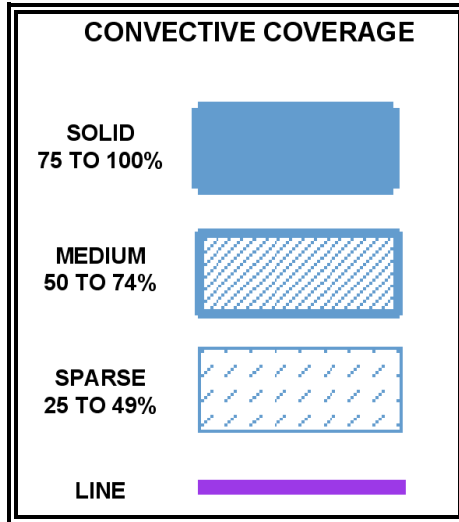 CONVECTIVE COVERAGE
SOLID
75 TO 100%
MEDIUM
50 TO 74%
SPARSE
25 TO 49%
LINE